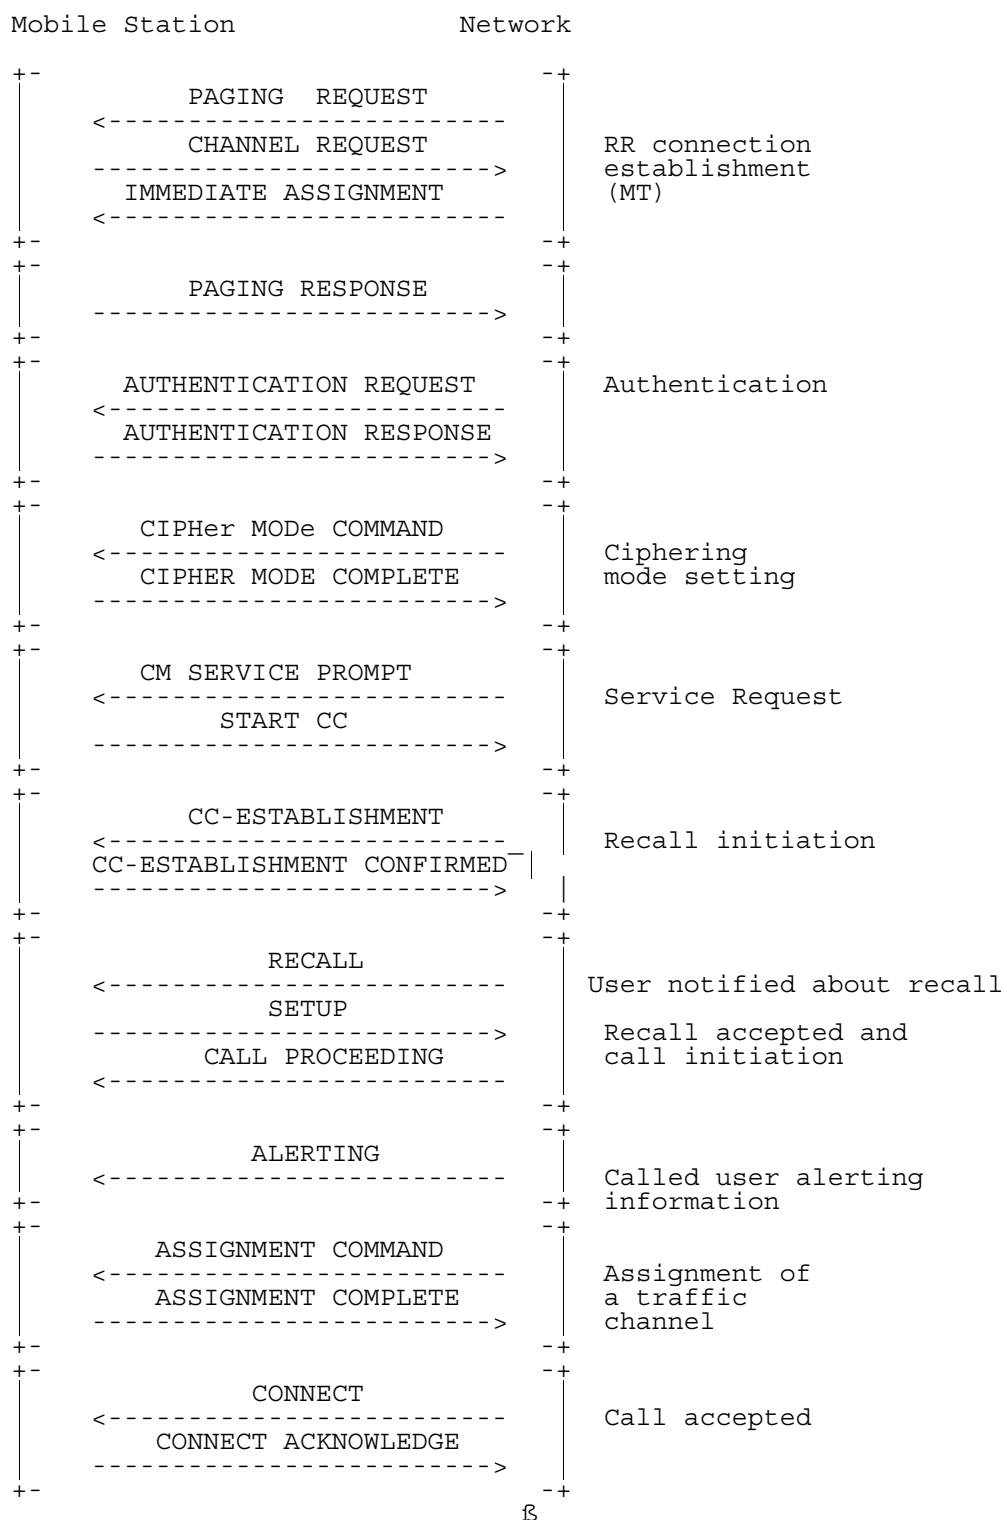 Mobile Station Network
+- -+
PAGING REQUEST
<-------------------------
CHANNEL REQUEST RR connection
-------------------------> establishment
IMMEDIATE ASSIGNMENT (MT)
<-------------------------
+- -+
+- -+
PAGING RESPONSE
------------------------->
+- -+
+- -+
AUTHENTICATION REQUEST Authentication
<-------------------------
AUTHENTICATION RESPONSE
------------------------->
+- -+
+- -+
CIPHer MODe COMMAND
<------------------------- Ciphering
CIPHER MODE COMPLETE mode setting
------------------------->
+- -+
+- -+
CM SERVICE PROMPT
<------------------------- Service Request
START CC
------------------------->
+- -+
+- -+
CC-ESTABLISHMENT
<------------------------- Recall initiation
CC-ESTABLISHMENT CONFIRMED¯|
-------------------------> |
+- -+
+- -+
RECALL
<------------------------- User notified about recall
SETUP
-------------------------> Recall accepted and
CALL PROCEEDING call initiation
<-------------------------
+- -+
+- -+
ALERTING
<------------------------- Called user alerting
+- -+ information
+- -+
ASSIGNMENT COMMAND
<------------------------- Assignment of
ASSIGNMENT COMPLETE a traffic
-------------------------> channel
+- -+
+- -+
CONNECT
<------------------------- Call accepted
CONNECT ACKNOWLEDGE
------------------------->
+- -+
ß